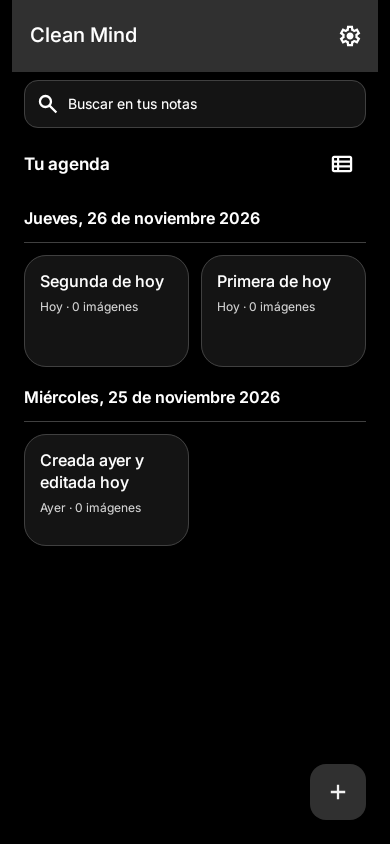 Clean Mind
Buscar en tus notas
Tu agenda
Jueves, 26 de noviembre 2026
Segunda de hoy
Hoy · 0 imágenes
Primera de hoy
Hoy · 0 imágenes
Miércoles, 25 de noviembre 2026
Creada ayer y
editada hoy
Ayer · 0 imágenes